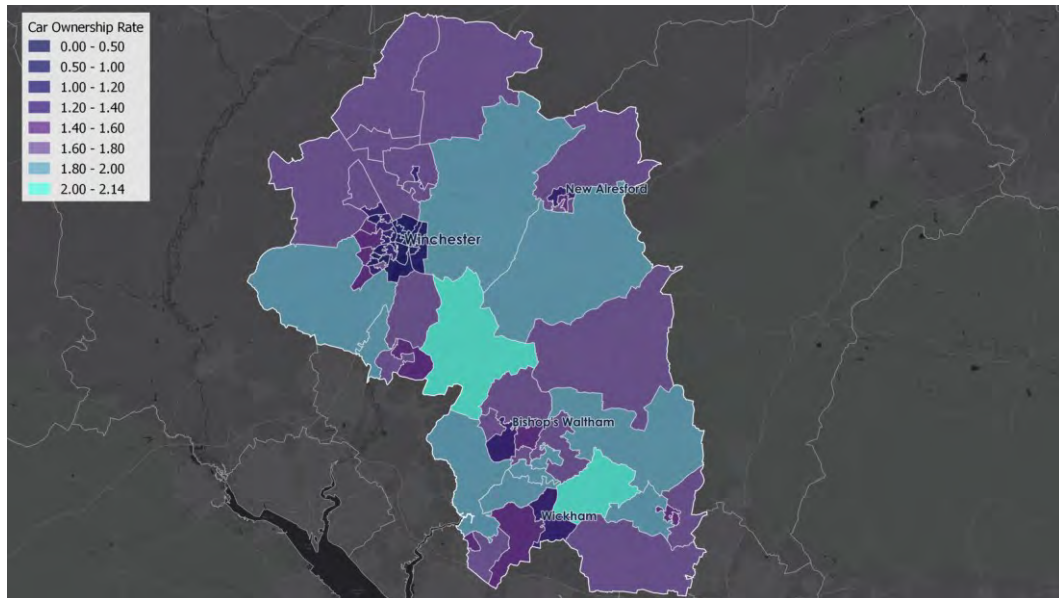 Car Ownership Rate
0.00 - 0.50
0.50 - 1.00
1.00 - 1.20
1.20 - 1.40
1.40 - 1.60
1.60 - 1.80
1.80 - 2.00
2.00 - 2.14
New Alresford
Winchester
Bishop's Waltham
Wickham